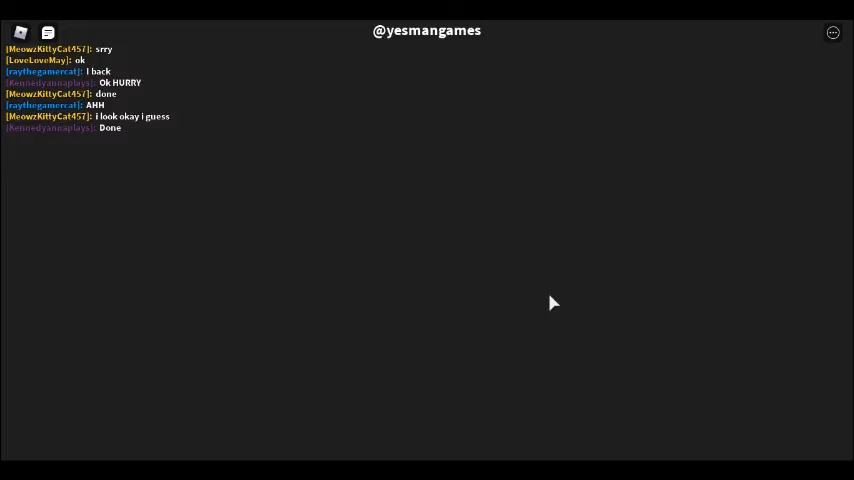 @yesmangames
[MeowzKittyCat457]: srry
[LoveLoveMay]: ok
[raythegamercat]: I back
[Kennedyannaplays]: Ok HURRY
[MeowzKittyCat457]: done
[raythegamercat]: AHH
[MeowzKittyCat457]: i look okay i guess
[Kennedyannaplays]: Done